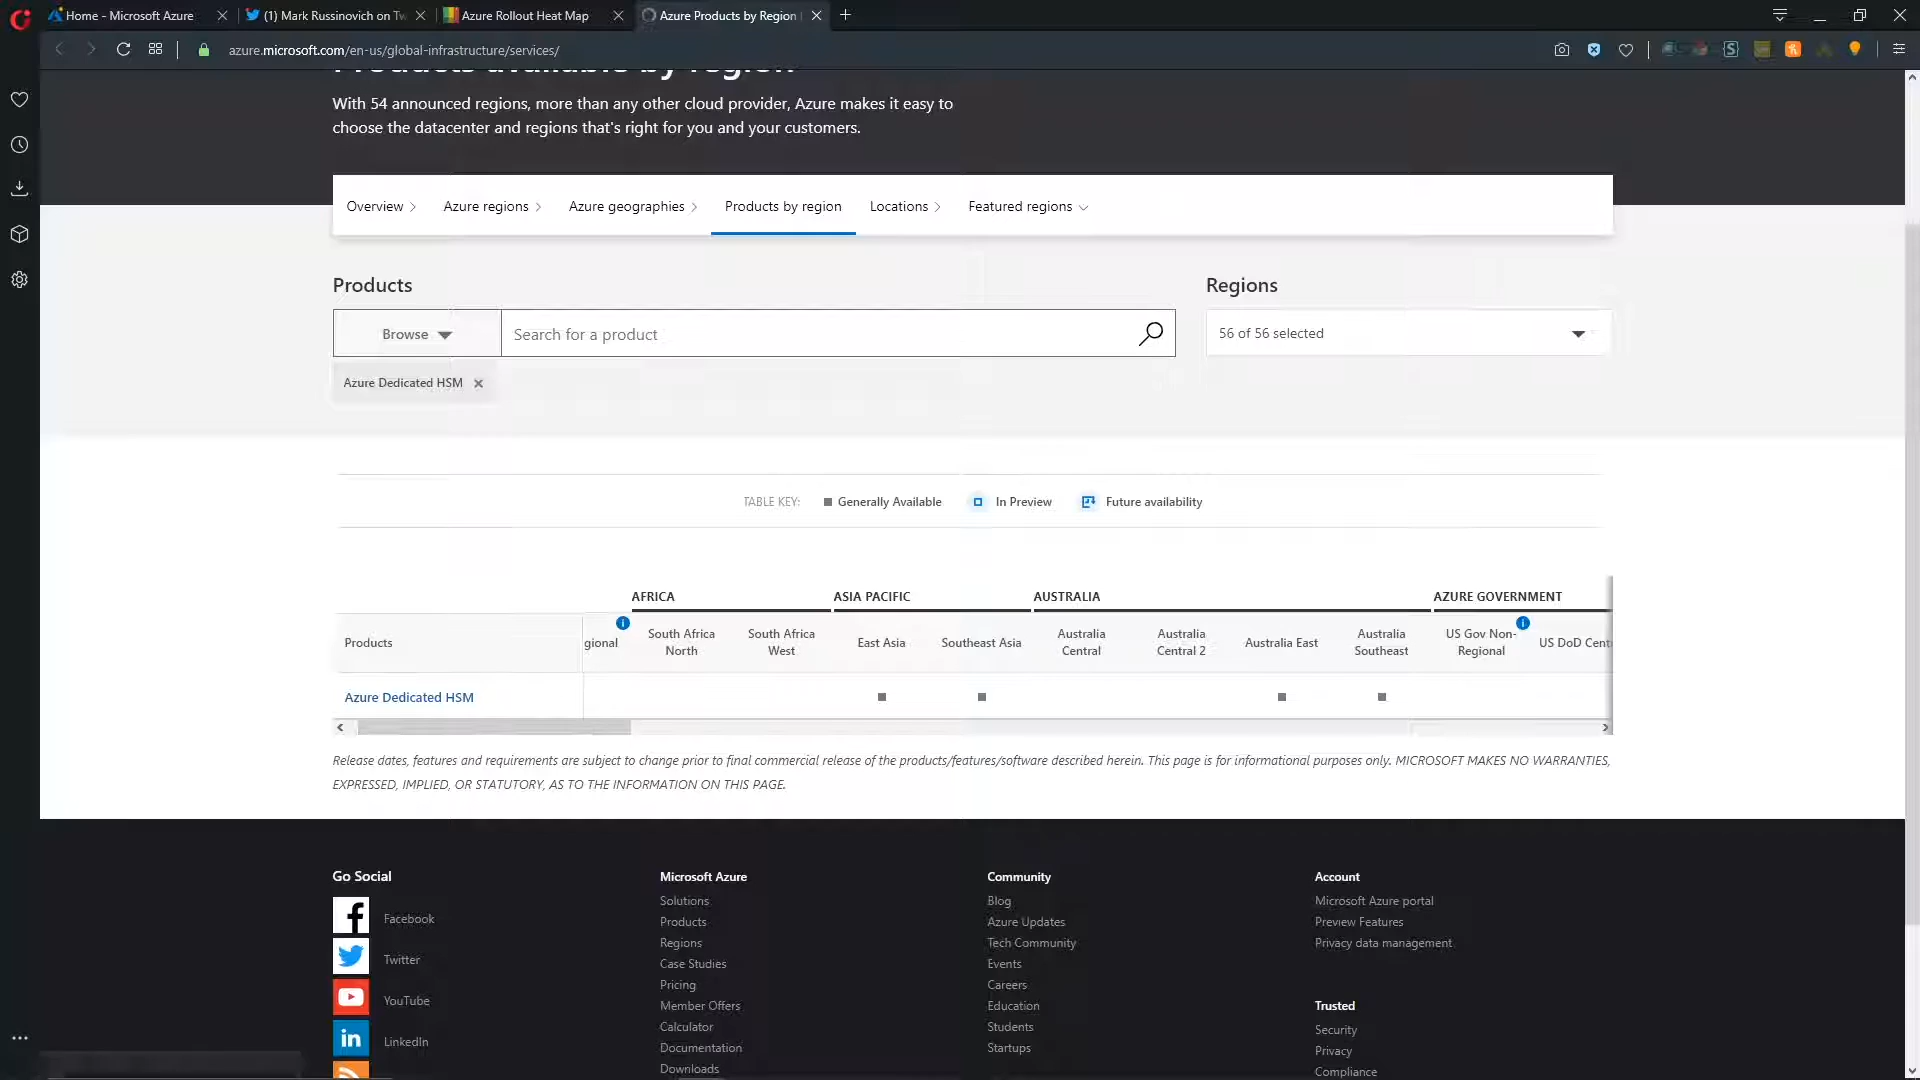 Home - Microsoft Azure
(1) Mark Russinovich on Tw
Azure Rollout Heat Map
Azure Products by Region
azure.microsoft.com/en-us/global-infrastructure/services/
Products available by region
With 54 announced regions, more than any other cloud provider, Azure makes it easy to
choose the datacenter and regions that's right for you and your customers.
Overview
Azure regions
Azure geographies
Products by region
Locations
Featured regions
Products
Regions
Browse
Search for a product
56 of 56 selected
Azure Dedicated HSM
TABLE KEY:
Generally Available
In Preview
Future availability
AFRICA
ASIA PACIFIC
AUSTRALIA
AZURE GOVERNMENT
Products
gional
South Africa
North
South Africa
West
East Asia
Southeast Asia
Australia
Central
Australia
Central 2
Australia East
Australia
Southeast
US Gov Non-
Regional
US DoD Cent
Azure Dedicated HSM
Release dates, features and requirements are subject to change prior to final commercial release of the products/features/software described herein. This page is for informational purposes only. MICROSOFT MAKES NO WARRANTIES,
EXPRESSED, IMPLIED, OR STATUTORY, AS TO THE INFORMATION ON THIS PAGE.
Go Social
Facebook
Twitter
YouTube
LinkedIn
Microsoft Azure
Solutions
Products
Regions
Case Studies
Pricing
Member Offers
Calculator
Documentation
Downloads
Community
Blog
Azure Updates
Tech Community
Events
Careers
Education
Students
Startups
Account
Microsoft Azure portal
Preview Features
Privacy data management
Trusted
Security
Privacy
Compliance